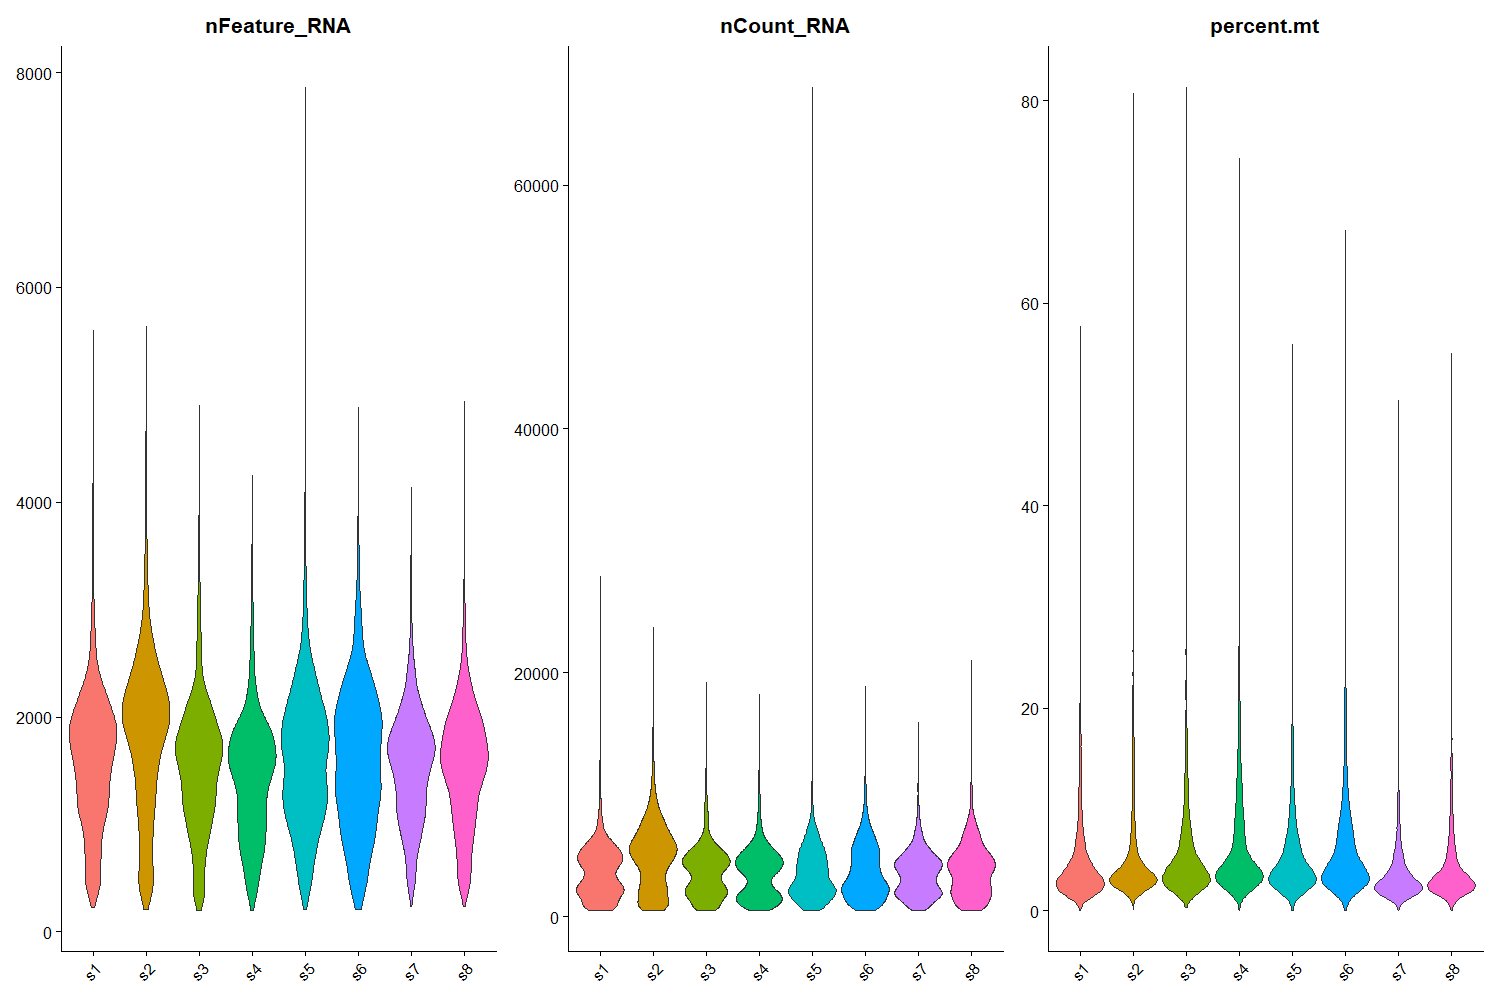 nFeature_RNA
8000
6000
4000
2000
0
s1 s2 s3 s4 s5 s6 s7 s8
nCount_RNA
60000
40000
20000
0
s1 s2 s3 s4 s5 s6 s7 s8
percent.mt
80
60
40
20
0
s1 s2 s3 s4 s5 s6 s7 s8